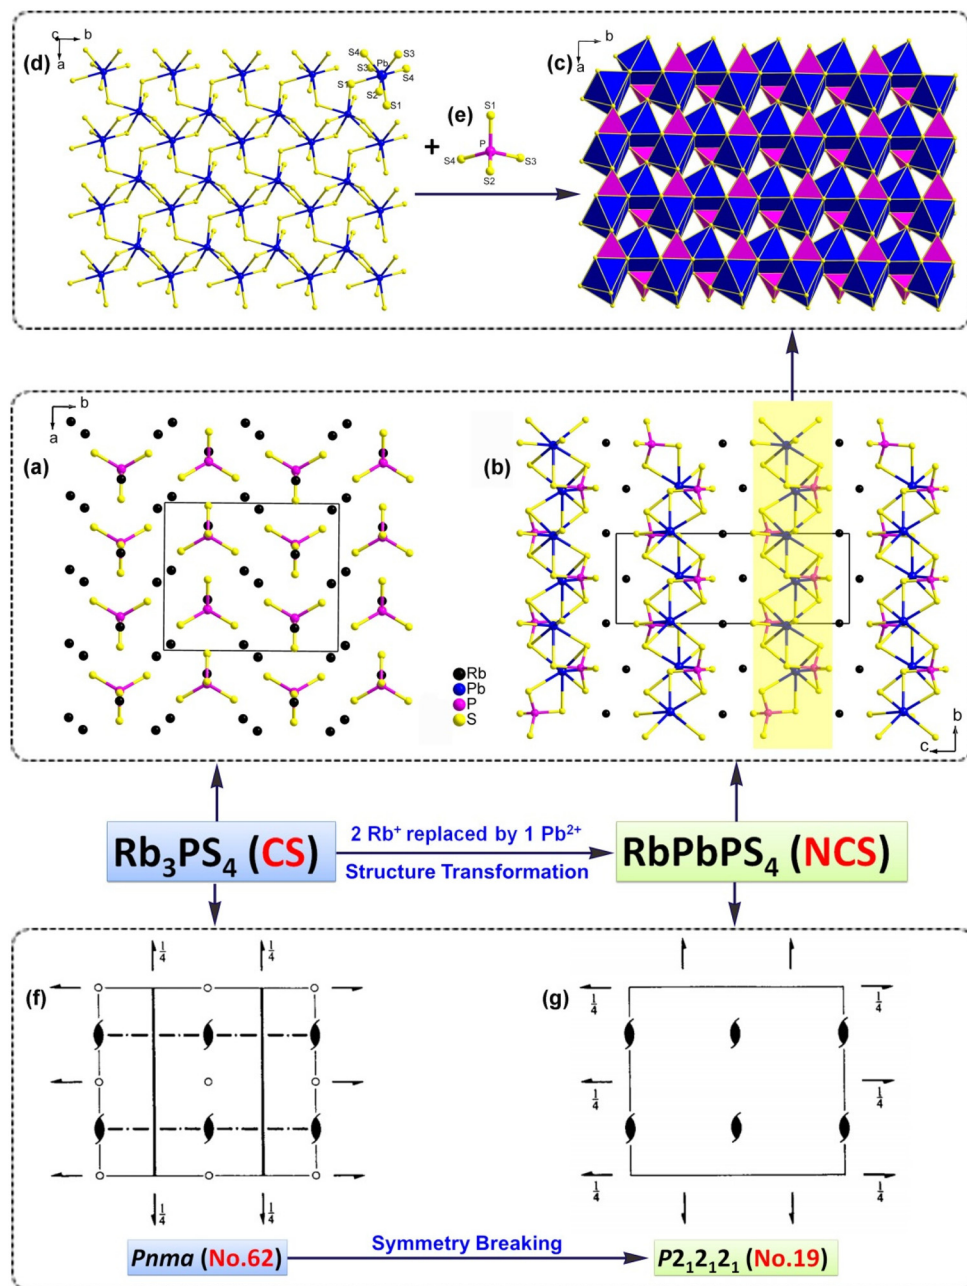 c b
a
(d)
S4 S3
Pb
S3 S4
S1 S2
S1
(e)
+
S1
P
S4 S3
S2
b
a
(c)
b
a
(a)
Rb
Pb
P
S
(b)
b
c
Rb3PS4 (CS)
2 Rb+ replaced by 1 Pb2+
Structure Transformation
RbPbPS4 (NCS)
(f)
1/4 1/4
1/4 1/4
(g)
1/4 1/4
1/4 1/4
1/4 1/4
Pnma (No.62)
Symmetry Breaking
P212121 (No.19)